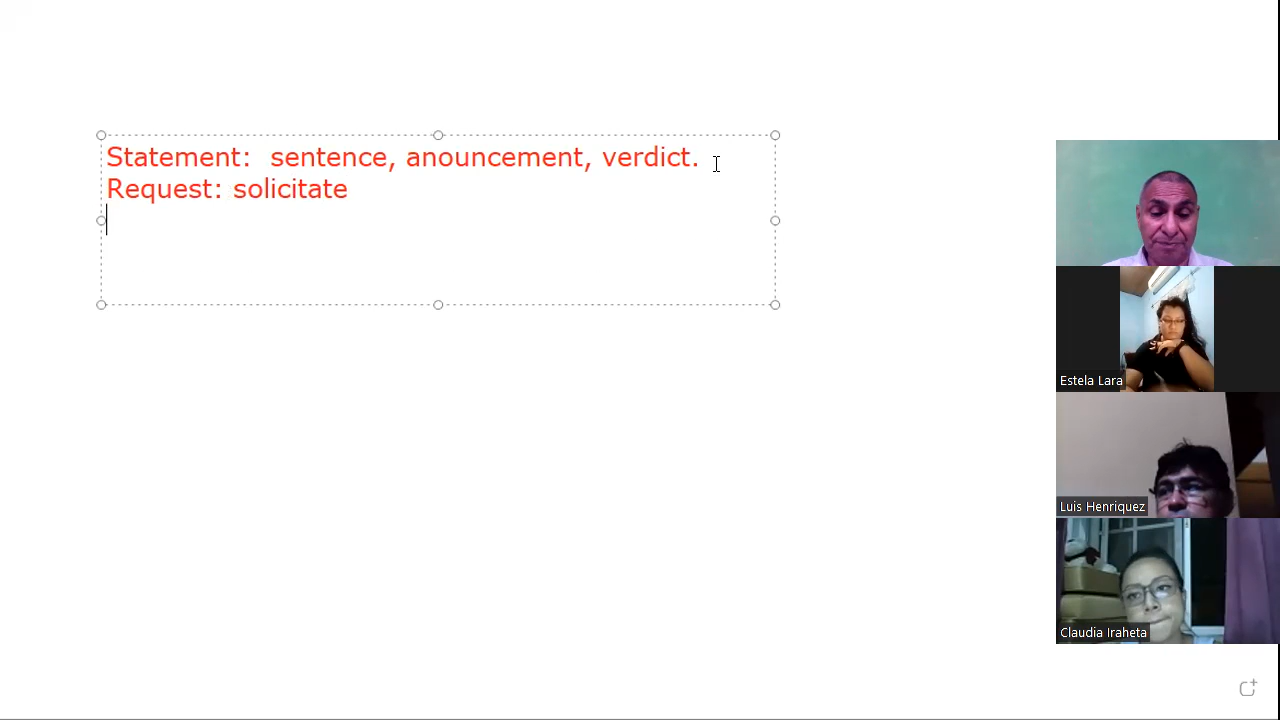 Statement:  sentence, anouncement, verdict.
Request: solicitate
Estela Lara
Luis Henriquez
Claudia Iraheta